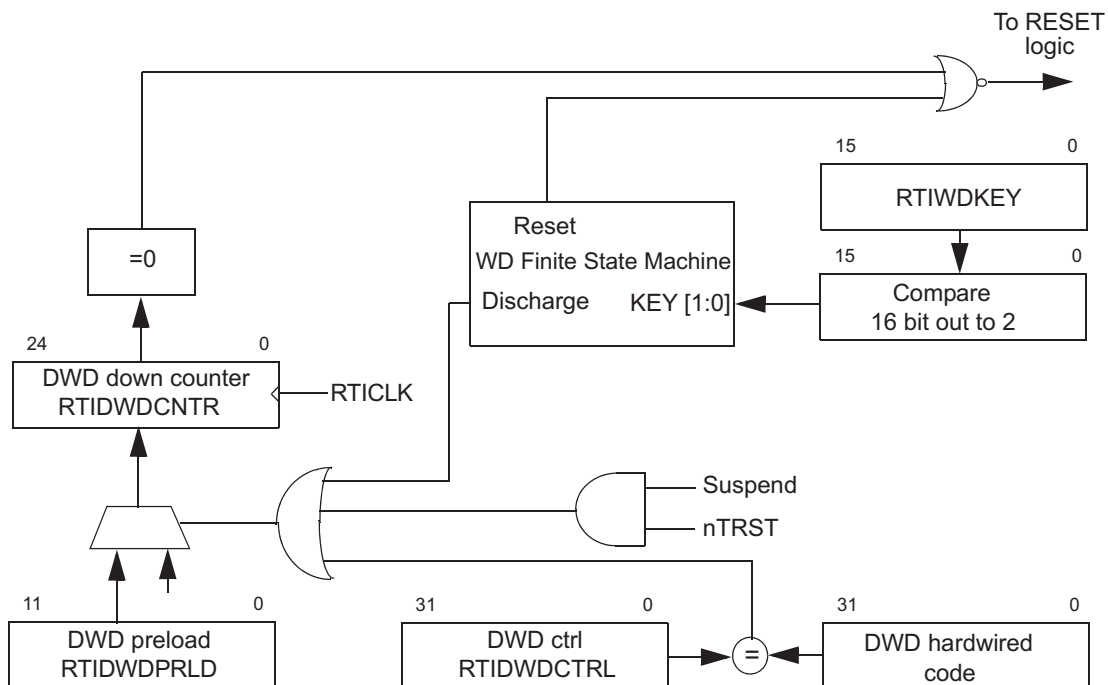 To RESET
logic
15 0
RTIWDKEY
Reset
WD Finite State Machine
Discharge KEY [1:0]
=0
15 0
Compare
16 bit out to 2
24 0
DWD down counter
RTIDWDCNTR
RTICLK
Suspend
nTRST
11 0
DWD preload
RTIDWDPRLD
31 0
DWD ctrl
RTIDWDCTRL
=
31 0
DWD hardwired
code